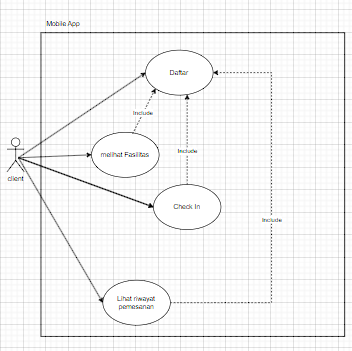 Mobile App
Daftar
Include
melihat Fasilitas
Include
client
Check In
Include
Lihat riwayat
pemesanan